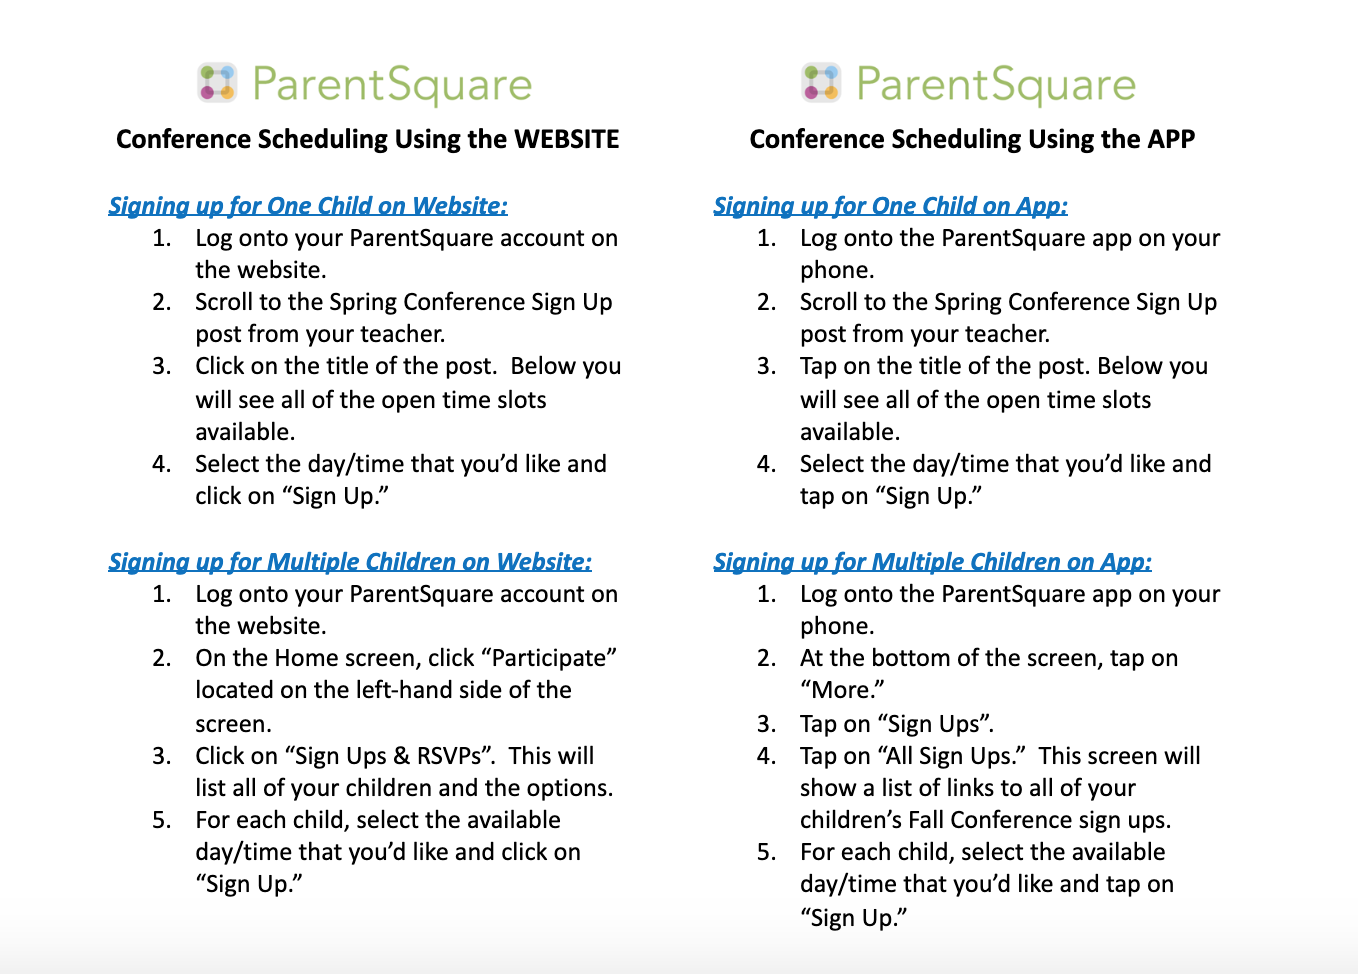 ParentSquare
Conference Scheduling Using the WEBSITE
Signing up for One Child on Website:
1. Log onto your ParentSquare account on
the website.
2. Scroll to the Spring Conference Sign Up
post from your teacher.
3. Click on the title of the post.  Below you
will see all of the open time slots
available.
4. Select the day/time that you’d like and
click on “Sign Up.”
Signing up for Multiple Children on Website:
1. Log onto your ParentSquare account on
the website.
2. On the Home screen, click “Participate”
located on the left-hand side of the
screen.
3. Click on “Sign Ups & RSVPs”.  This will
list all of your children and the options.
5. For each child, select the available
day/time that you’d like and click on
“Sign Up.”
ParentSquare
Conference Scheduling Using the APP
Signing up for One Child on App:
1. Log onto the ParentSquare app on your
phone.
2. Scroll to the Spring Conference Sign Up
post from your teacher.
3. Tap on the title of the post. Below you
will see all of the open time slots
available.
4. Select the day/time that you’d like and
tap on “Sign Up.”
Signing up for Multiple Children on App:
1. Log onto the ParentSquare app on your
phone.
2. At the bottom of the screen, tap on
“More.”
3. Tap on “Sign Ups”.
4. Tap on “All Sign Ups.”  This screen will
show a list of links to all of your
children’s Fall Conference sign ups.
5. For each child, select the available
day/time that you’d like and tap on
“Sign Up.”